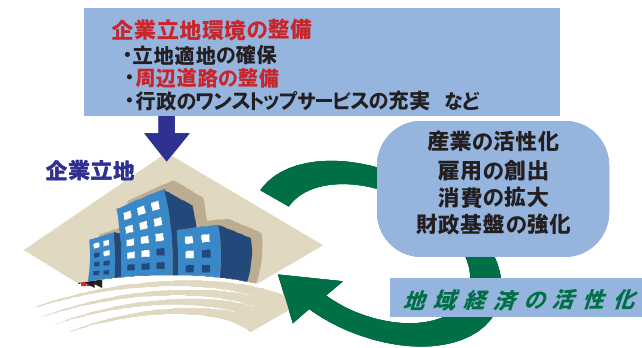 企業立地環境の整備
・立地適地の確保
・周辺道路の整備
・行政のワンストップサービスの充実 など
企業立地
産業の活性化
雇用の創出
消費の拡大
財政基盤の強化
地域経済の活性化